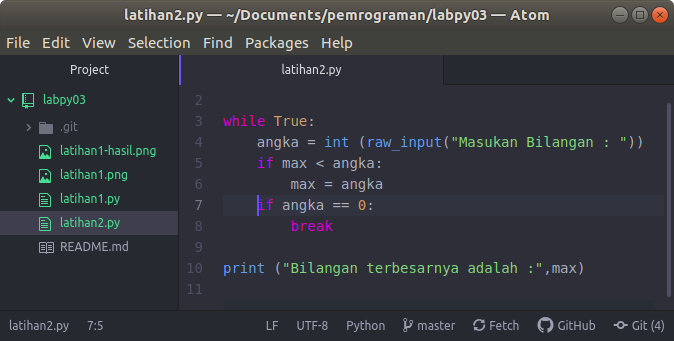 latihan2.py — ~/Documents/pemrograman/labpy03 — Atom
File Edit View Selection Find Packages Help
Project
latihan2.py
labpy03
.git
latihan1-hasil.png
latihan1.png
latihan1.py
latihan2.py
README.md
2
3 while True:
4     angka = int (raw_input("Masukan Bilangan : "))
5     if max < angka:
6         max = angka
7     if angka == 0:
8         break
9
10 print ("Bilangan terbesarnya adalah :",max)
11
latihan2.py 7:5 LF UTF-8 Python master Fetch GitHub Git (4)